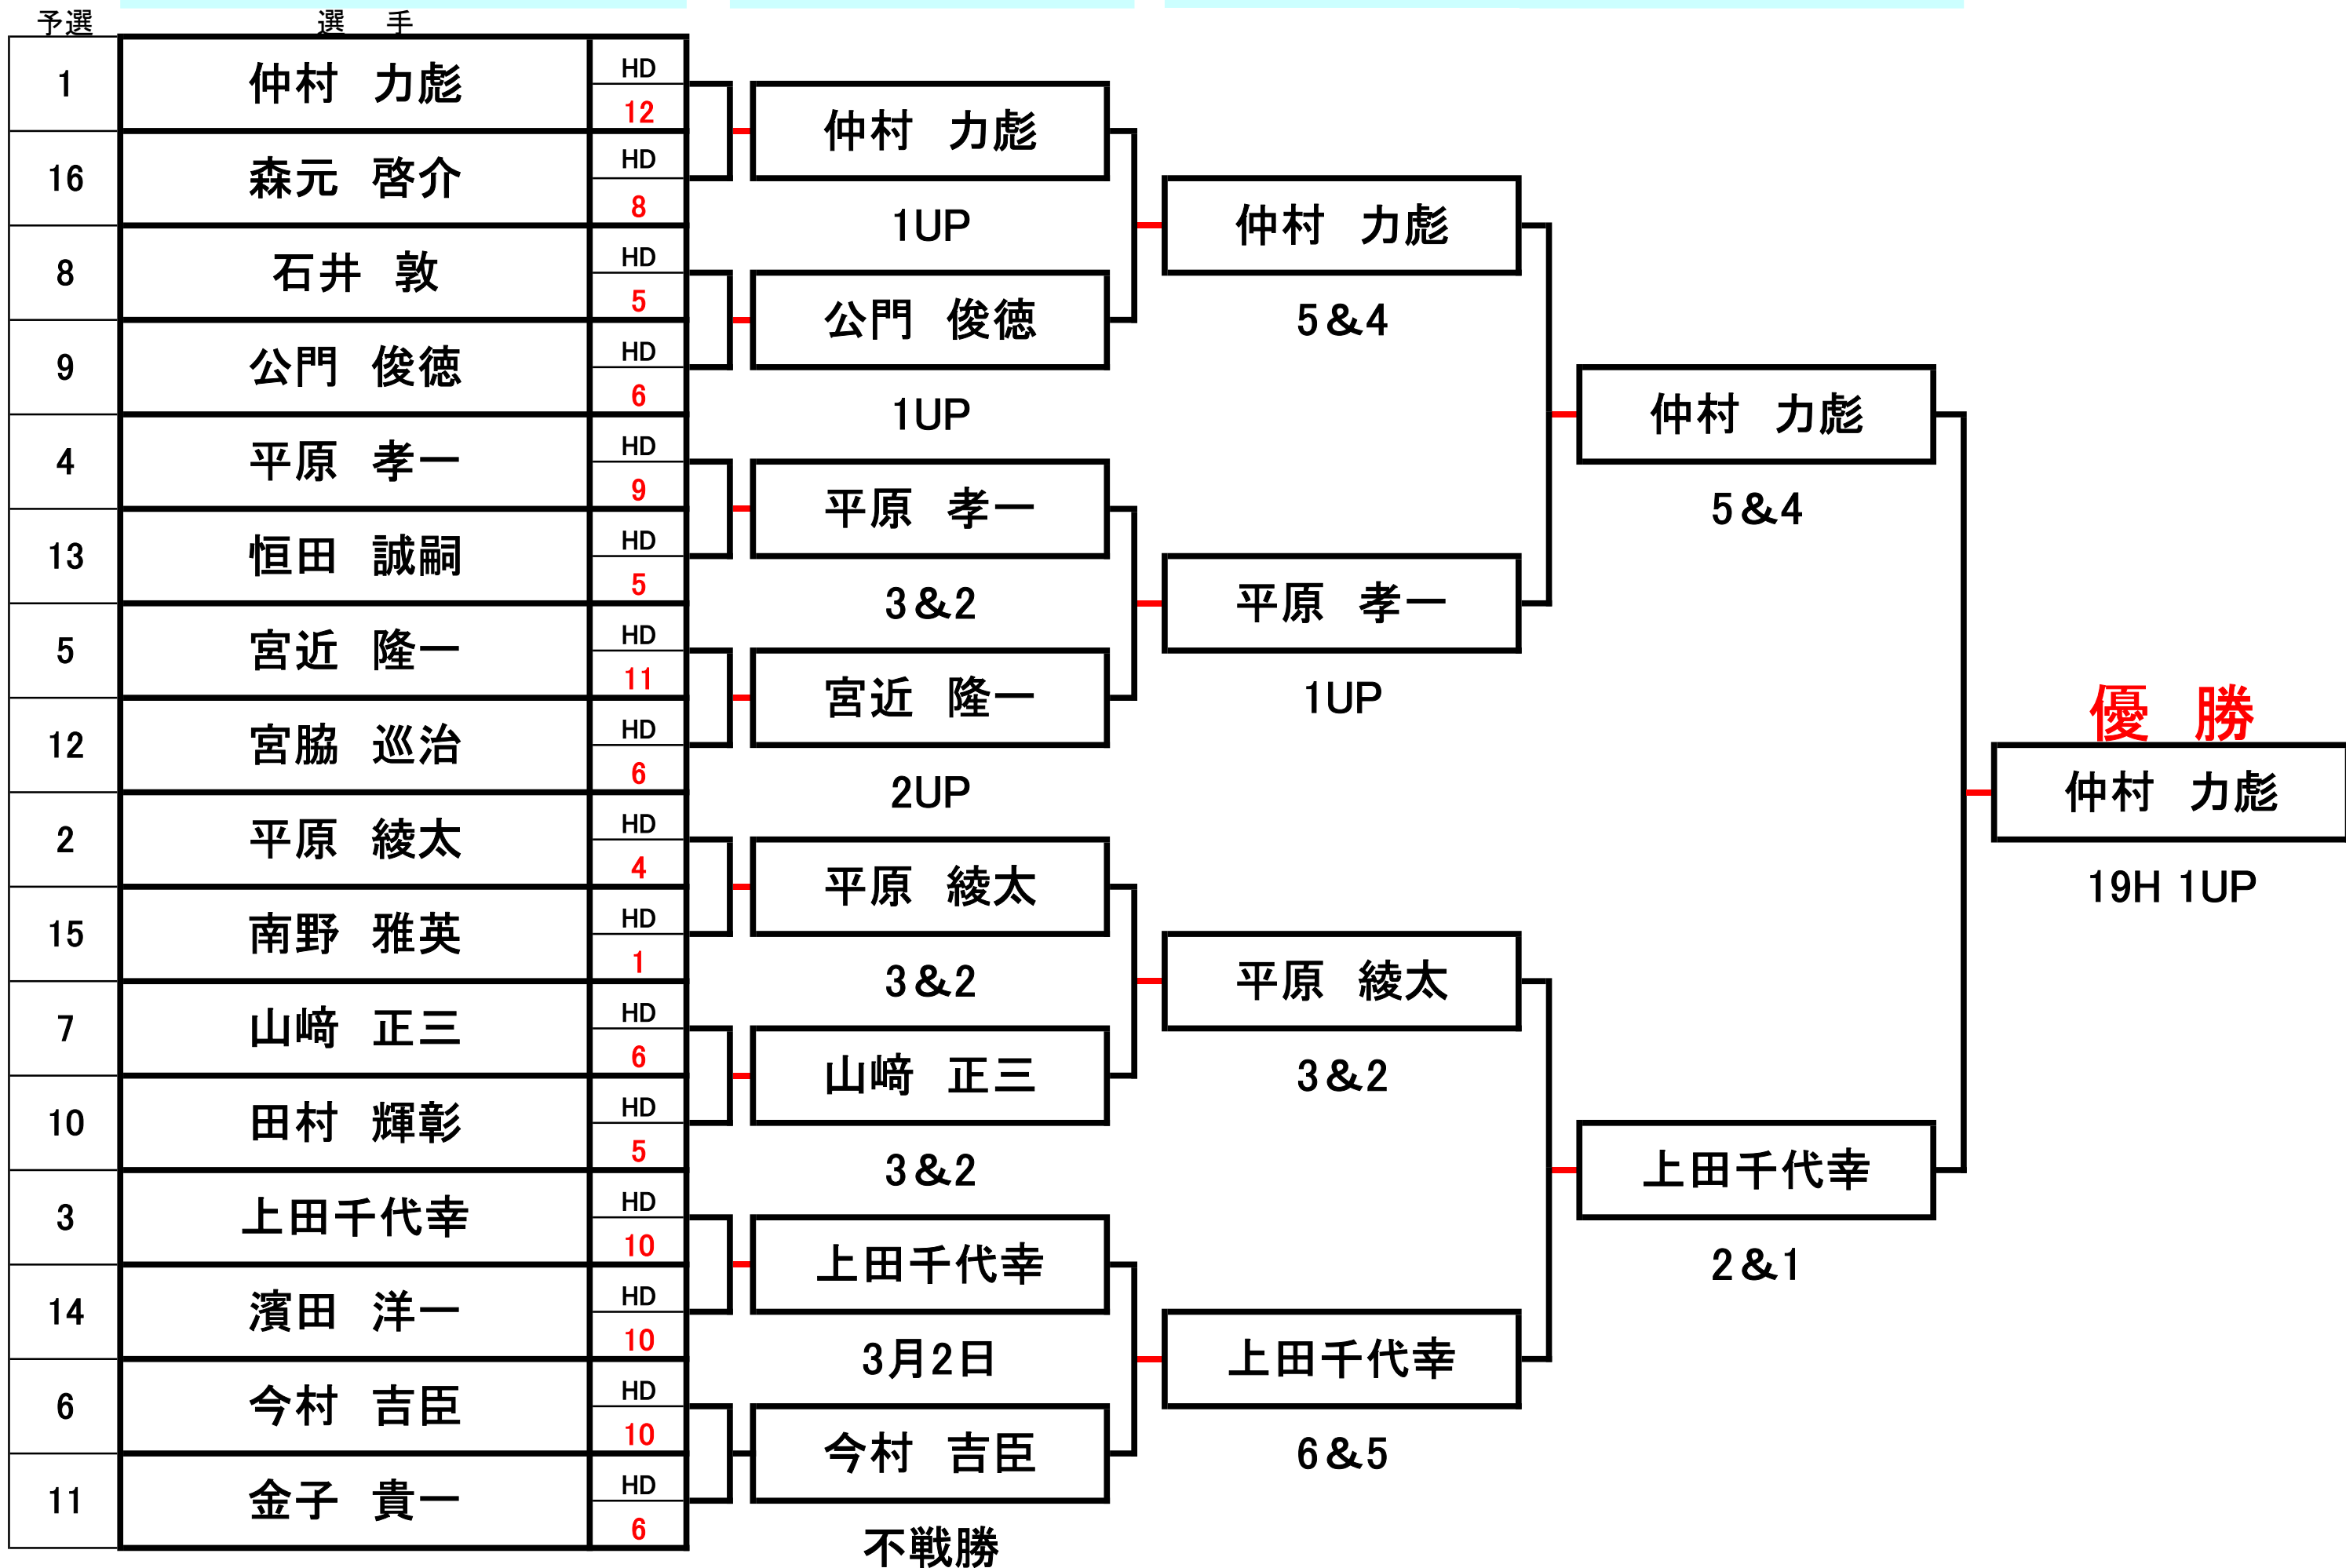 予選 選 手
1 仲村 力彪 HD 12
16 森元 啓介 HD 8
8 石井 敦 HD 5
9 公門 俊徳 HD 6
4 平原 孝一 HD 9
13 恒田 誠嗣 HD 5
5 宮近 隆一 HD 11
12 宮脇 巡治 HD 6
2 平原 綾太 HD 4
15 南野 雅英 HD 1
7 山﨑 正三 HD 6
10 田村 輝彰 HD 5
3 上田千代幸 HD 10
14 濱田 洋一 HD 10
6 今村 吉臣 HD 10
11 金子 貴一 HD 6
仲村 力彪
1UP
公門 俊徳
1UP
平原 孝一
3&2
宮近 隆一
2UP
平原 綾太
3&2
山﨑 正三
3&2
上田千代幸
3月2日
今村 吉臣
不戦勝
仲村 力彪
5&4
平原 孝一
1UP
平原 綾太
3&2
上田千代幸
6&5
仲村 力彪
5&4
上田千代幸
2&1
優 勝
仲村 力彪
19H 1UP